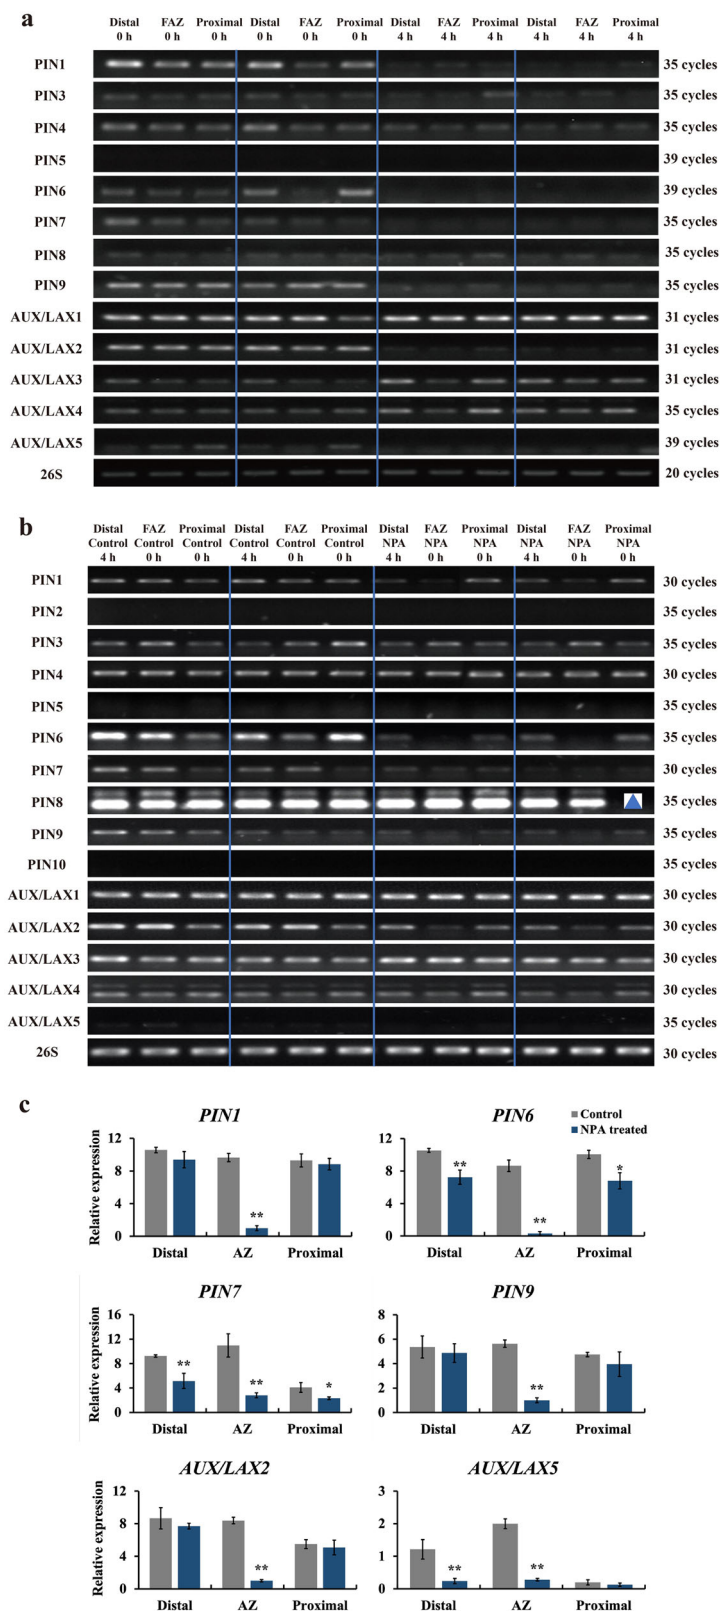 a
Distal FAZ Proximal Distal FAZ Proximal Distal FAZ Proximal Distal FAZ Proximal
0 h 0 h 0 h 0 h 0 h 0 h 4 h 4 h 4 h 4 h 4 h 4 h
PIN1 35 cycles
PIN3 35 cycles
PIN4 35 cycles
PIN5 39 cycles
PIN6 39 cycles
PIN7 35 cycles
PIN8 35 cycles
PIN9 35 cycles
AUX/LAX1 31 cycles
AUX/LAX2 31 cycles
AUX/LAX3 31 cycles
AUX/LAX4 35 cycles
AUX/LAX5 39 cycles
26S 20 cycles
b
Distal FAZ Proximal Distal FAZ Proximal Distal FAZ Proximal Distal FAZ Proximal
Control Control Control Control Control Control NPA NPA NPA NPA NPA NPA
4 h 0 h 0 h 4 h 0 h 0 h 4 h 0 h 0 h 4 h 0 h 0 h
PIN1 30 cycles
PIN2 35 cycles
PIN3 35 cycles
PIN4 30 cycles
PIN5 35 cycles
PIN6 35 cycles
PIN7 30 cycles
PIN8 35 cycles
PIN9 35 cycles
PIN10 35 cycles
AUX/LAX1 30 cycles
AUX/LAX2 30 cycles
AUX/LAX3 30 cycles
AUX/LAX4 30 cycles
AUX/LAX5 35 cycles
26S 30 cycles
c
PIN1
Relative expression
12
8
4
0
**
Distal AZ Proximal
PIN6
Control
NPA treated
12
8
4
0
** ** *
Distal AZ Proximal
PIN7
Relative expression
16
12
8
4
0
** ** *
Distal AZ Proximal
PIN9
8
6
4
2
0
**
Distal AZ Proximal
AUX/LAX2
Relative expression
12
8
4
0
**
Distal AZ Proximal
AUX/LAX5
3
2
1
0
** **
Distal AZ Proximal